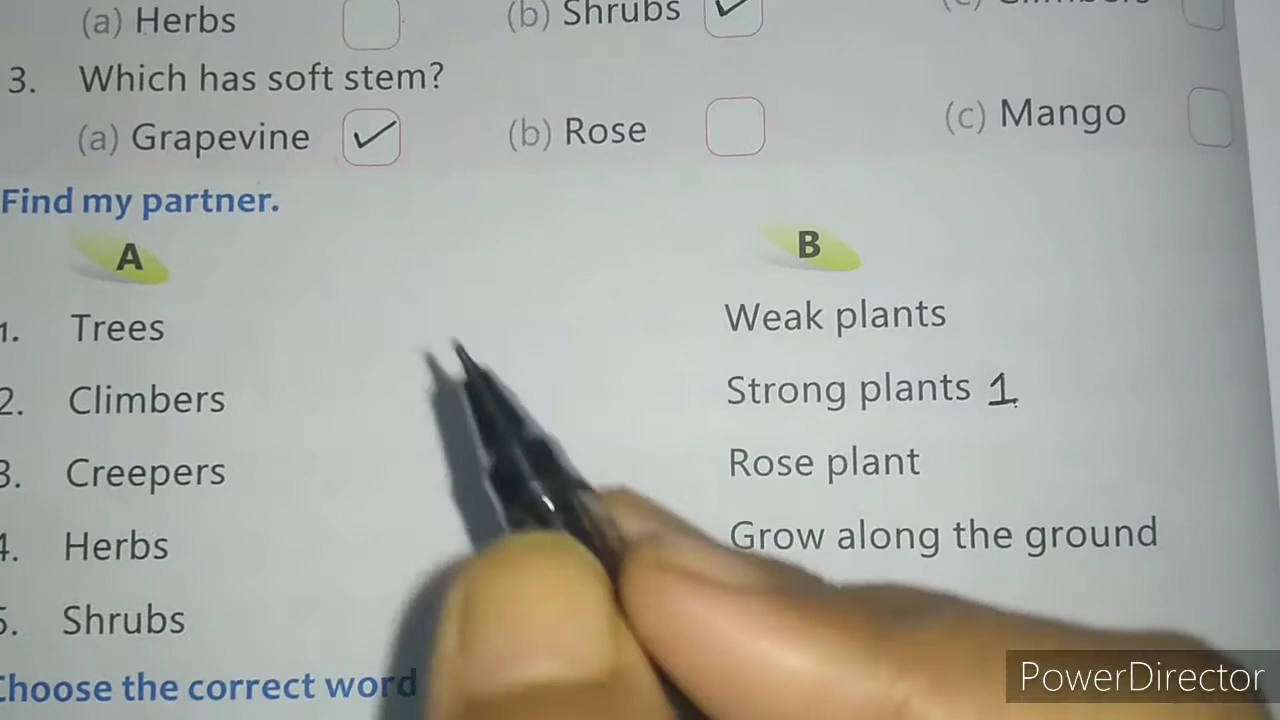 (a) Herbs (b) Shrubs ✓
3. Which has soft stem?
(a) Grapevine ✓ (b) Rose (c) Mango
Find my partner.
A B
1. Trees Weak plants
2. Climbers Strong plants 1
3. Creepers Rose plant
4. Herbs Grow along the ground
5. Shrubs
Choose the correct word
PowerDirector